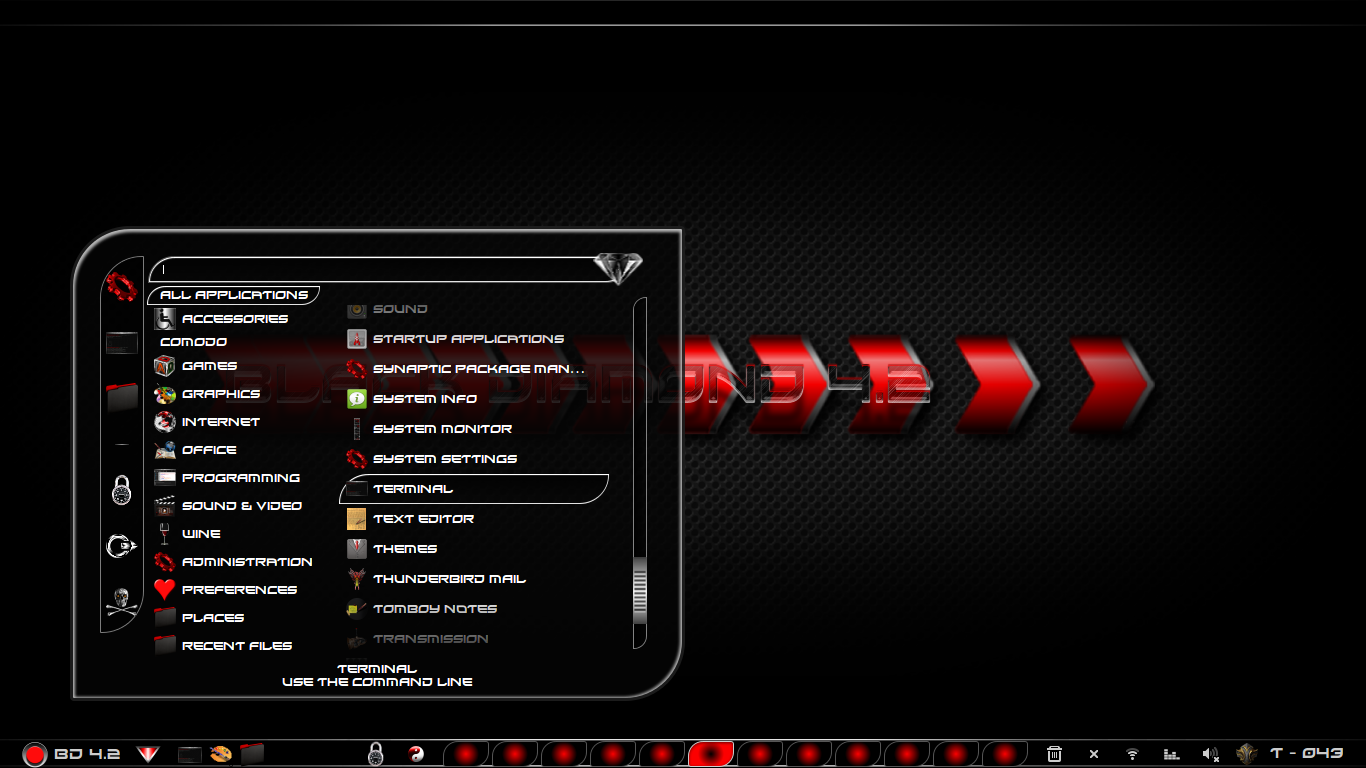 ALL APPLICATIONS
ACCESSORIES
COMODO
GAMES
GRAPHICS
INTERNET
OFFICE
PROGRAMMING
SOUND & VIDEO
WINE
ADMINISTRATION
PREFERENCES
PLACES
RECENT FILES
SOUND
STARTUP APPLICATIONS
SYNAPTIC PACKAGE MAN...
SYSTEM INFO
SYSTEM MONITOR
SYSTEM SETTINGS
TERMINAL
TEXT EDITOR
THEMES
THUNDERBIRD MAIL
TOMBOY NOTES
TRANSMISSION
TERMINAL
USE THE COMMAND LINE
BLACK DIAMOND 4.2
BD 4.2
T - 043